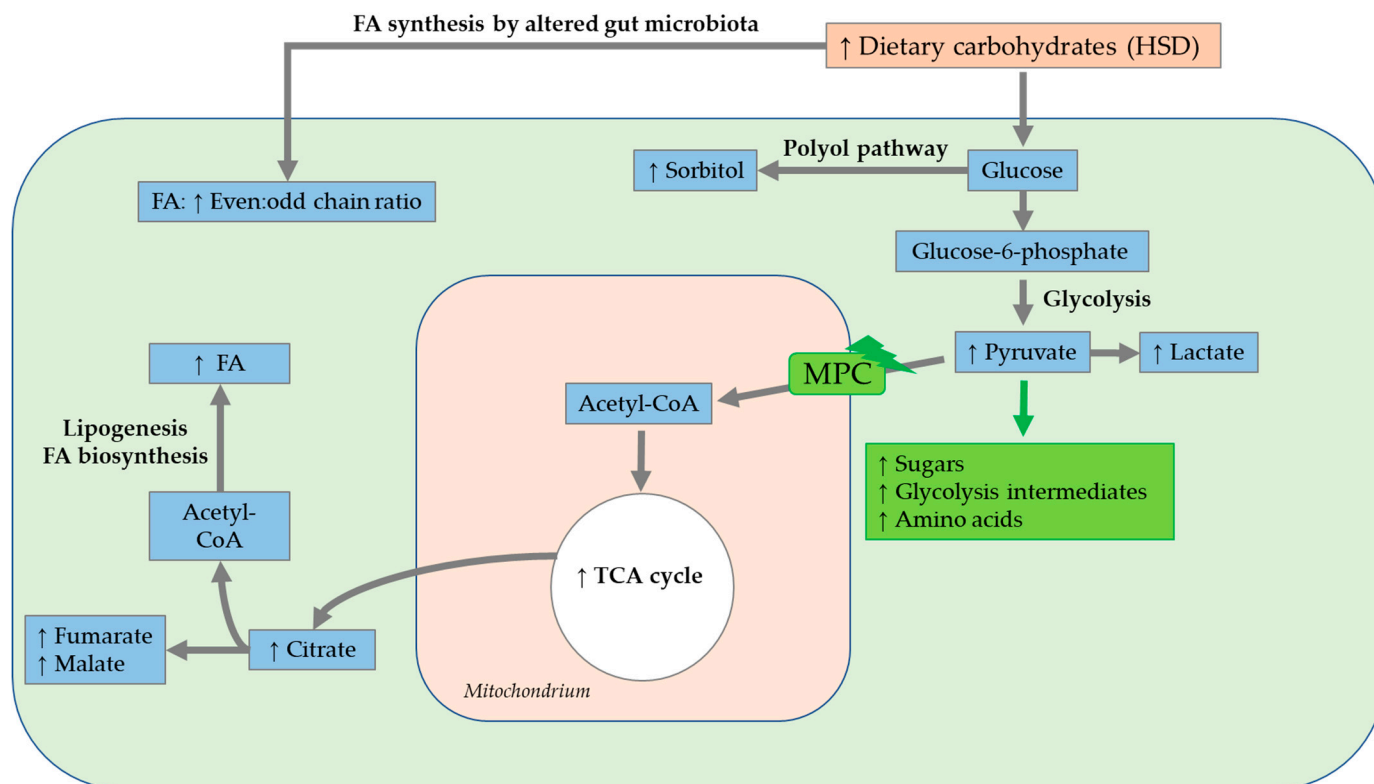 FA synthesis by altered gut microbiota
↑ Dietary carbohydrates (HSD)
Polyol pathway
↑ Sorbitol
Glucose
FA: ↑ Even:odd chain ratio
Glucose-6-phosphate
Glycolysis
↑ FA
MPC
↑ Pyruvate
↑ Lactate
Acetyl-CoA
Lipogenesis
FA biosynthesis
↑ Sugars
↑ Glycolysis intermediates
↑ Amino acids
Acetyl-
CoA
↑ TCA cycle
↑ Fumarate
↑ Malate
↑ Citrate
Mitochondrium